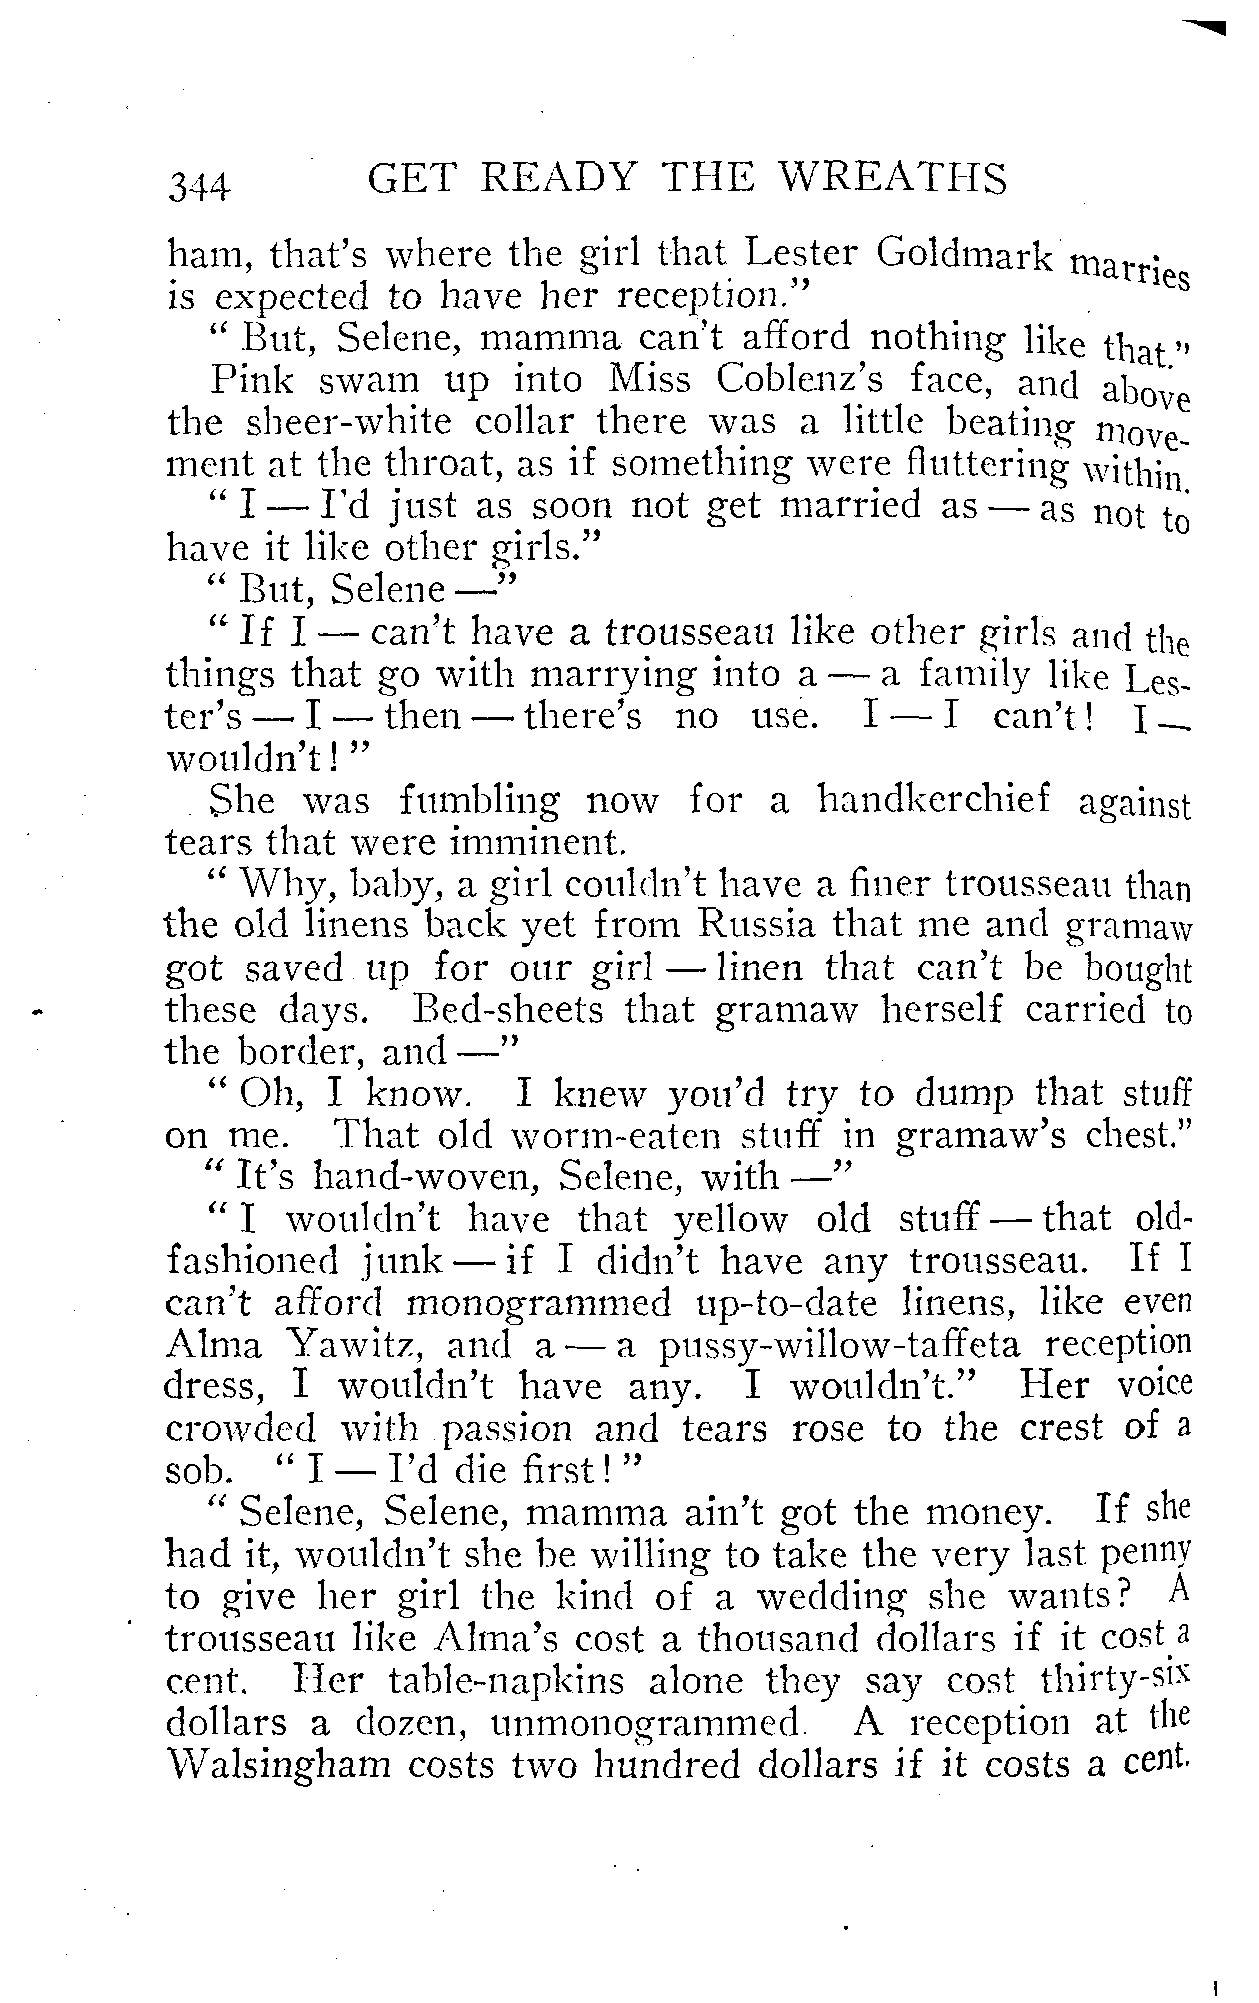 344 GET READY THE WREATHS
ham, that's where the girl that Lester Goldmark marries
is expected to have her reception."
" But, Selene, mamma can't afford nothing like that."
Pink swam up into Miss Coblenz's face, and above
the sheer-white collar there was a little beating move-
ment at the throat, as if something were fluttering within.
" I — I'd just as soon not get married as — as not to
have it like other girls."
" But, Selene —"
" If I — can't have a trousseau like other girls and the
things that go with marrying into a — a family like Les-
ter's — I — then — there's no use. I — I can't! I —
wouldn't! "
She was fumbling now for a handkerchief against
tears that were imminent.
" Why, baby, a girl couldn't have a finer trousseau than
the old linens back yet from Russia that me and gramaw
got saved up for our girl — linen that can't be bought
these days. Bed-sheets that gramaw herself carried to
the border, and —"
" Oh, I know. I knew you'd try to dump that stuff
on me. That old worm-eaten stuff in gramaw's chest."
" It's hand-woven, Selene, with —"
" I wouldn't have that yellow old stuff — that old-
fashioned junk — if I didn't have any trousseau. If I
can't afford monogrammed up-to-date linens, like even
Alma Yawitz, and a — a pussy-willow-taffeta reception
dress, I wouldn't have any. I wouldn't." Her voice
crowded with passion and tears rose to the crest of a
sob. " I — I'd die first! "
" Selene, Selene, mamma ain't got the money. If she
had it, wouldn't she be willing to take the very last penny
to give her girl the kind of a wedding she wants? A
trousseau like Alma's cost a thousand dollars if it cost a
cent. Her table-napkins alone they say cost thirty-six
dollars a dozen, unmonogrammed. A reception at the
Walsingham costs two hundred dollars if it costs a cent.